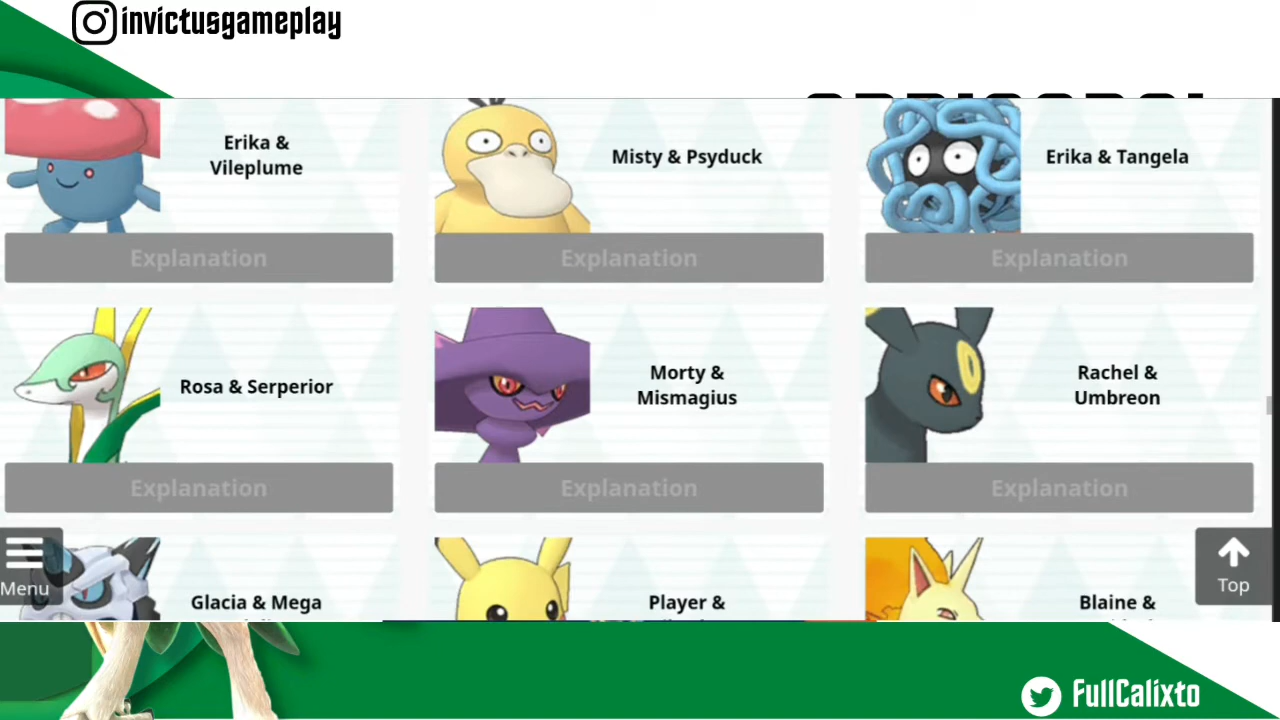 invictusgameplay
Erika &
Vileplume
Misty & Psyduck
Erika & Tangela
Explanation
Explanation
Explanation
Rosa & Serperior
Morty &
Mismagius
Rachel &
Umbreon
Explanation
Explanation
Explanation
Menu
Top
Glacia & Mega
Player &
Blaine &
FullCalixto